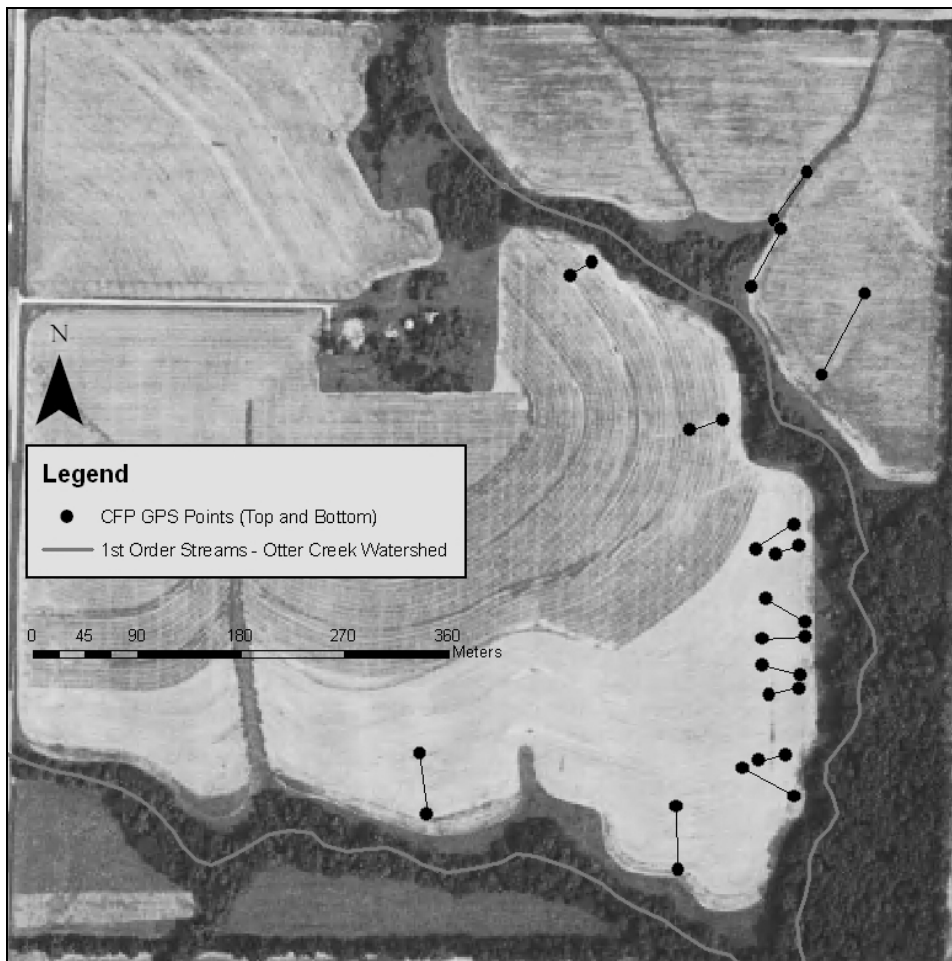 N
Legend
CFP GPS Points (Top and Bottom)
1st Order Streams - Otter Creek Watershed
0 45 90 180 270 360
Meters